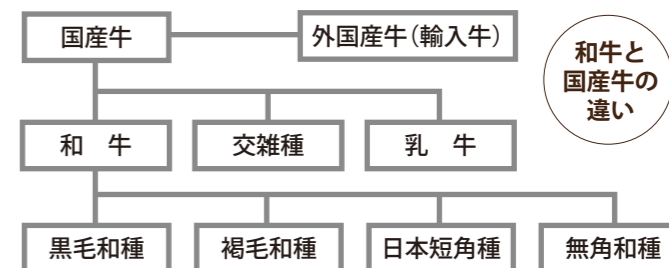 国産牛
外国産牛(輸入牛)
和牛と
国産牛の
違い
和　牛
交雑種
乳　牛
黒毛和種
褐毛和種
日本短角種
無角和種